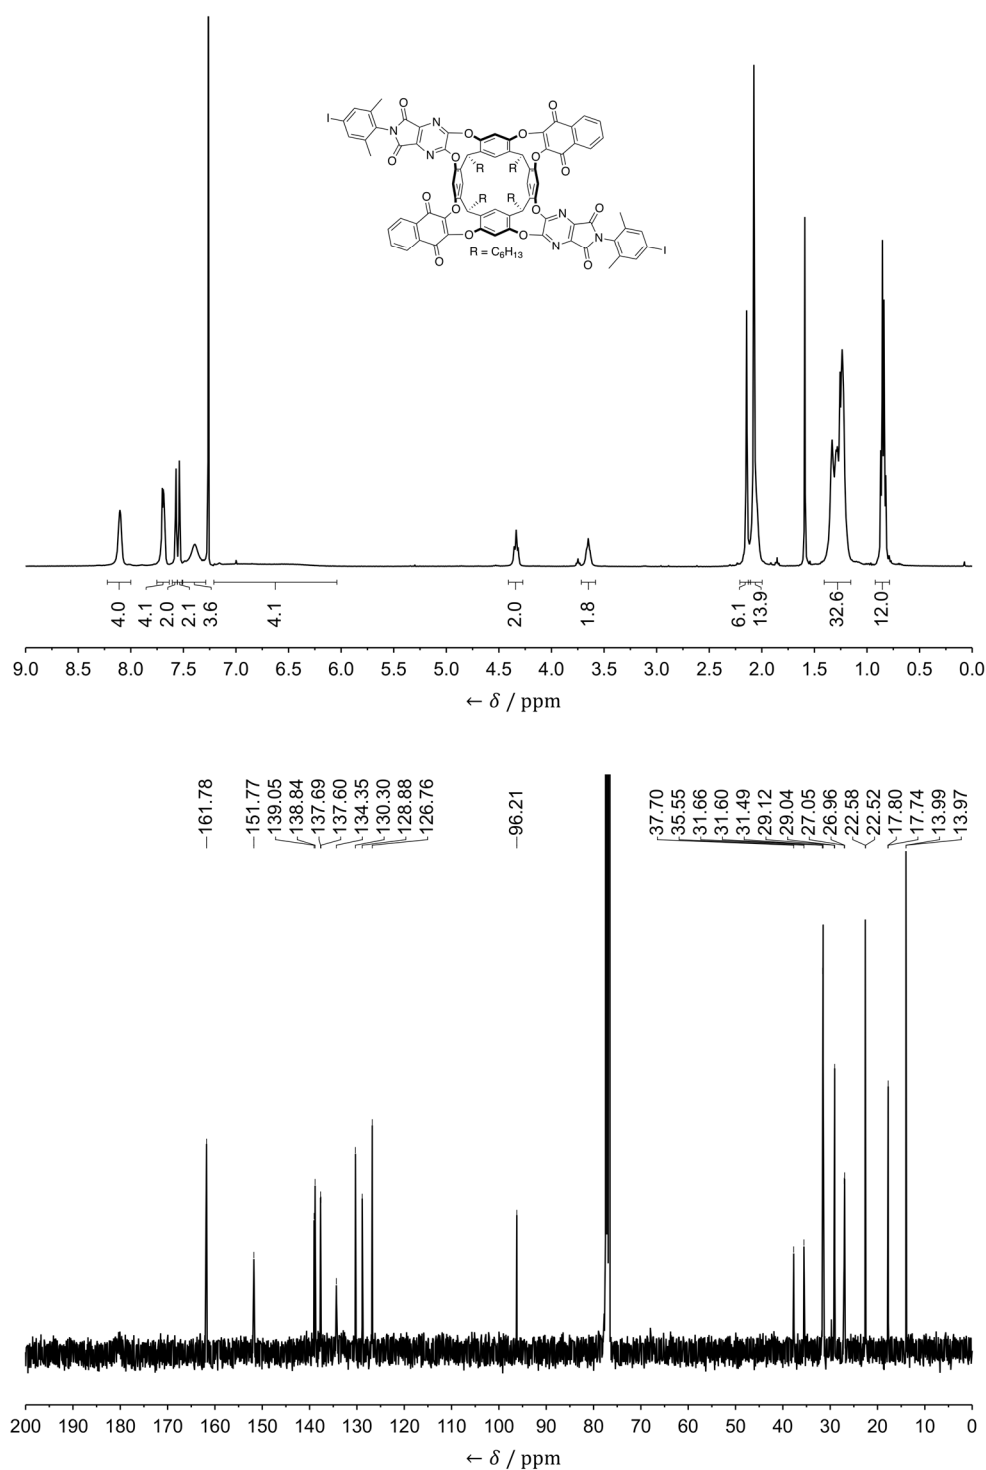 O
O
I
N
N
O
O
O
N
O
O
O
O
R
R
R
R
O
O
O
O
O
N
O
N
O
N
I
O
R = C₆H₁₃
4.0
4.1
2.0
2.1
3.6
4.1
2.0
1.8
6.1
13.9
32.6
12.0
9.0 8.5 8.0 7.5 7.0 6.5 6.0 5.5 5.0 4.5 4.0 3.5 3.0 2.5 2.0 1.5 1.0 0.5 0.0
← δ / ppm
161.78
151.77
139.05
138.84
137.69
137.60
134.35
130.30
128.88
126.76
96.21
37.70
35.55
31.66
31.60
31.49
29.12
29.04
27.05
26.96
22.58
22.52
17.80
17.74
13.99
13.97
200 190 180 170 160 150 140 130 120 110 100 90 80 70 60 50 40 30 20 10 0
← δ / ppm